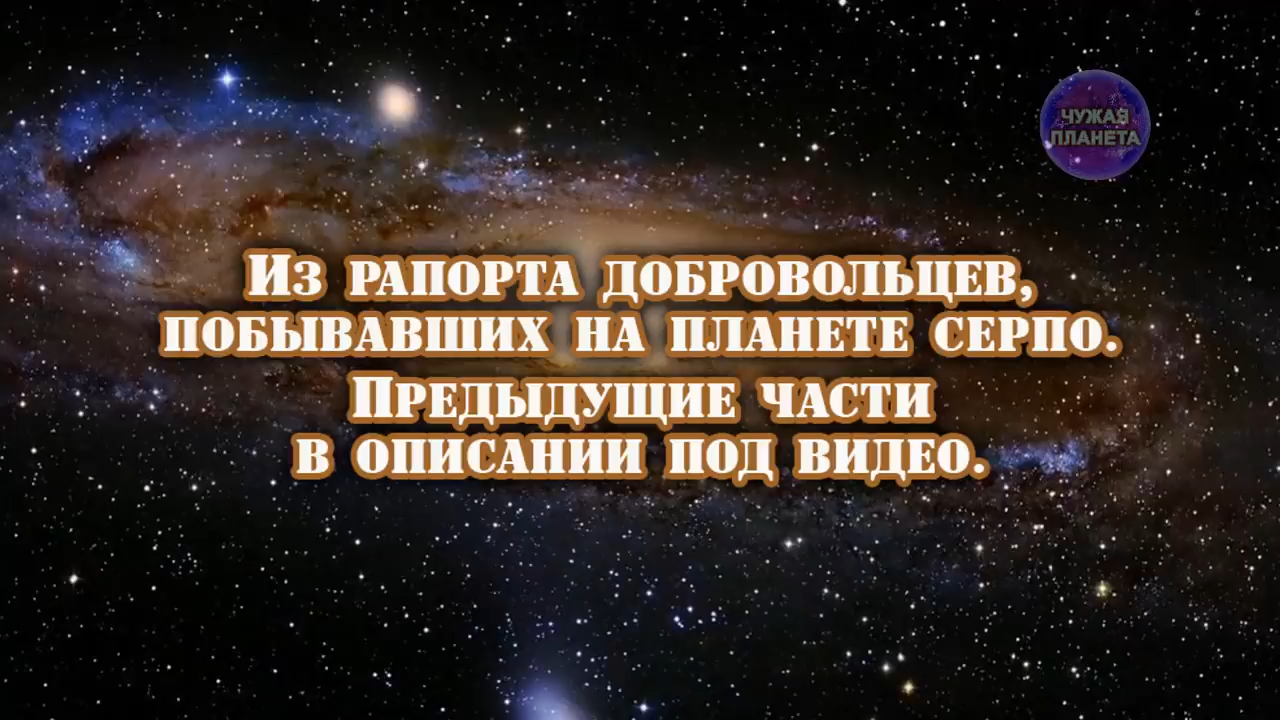 ЧУЖАЯ
ПЛАНЕТА
Из рапорта добровольцев,
побывавших на планете серпо.
Предыдущие части
в описании под видео.